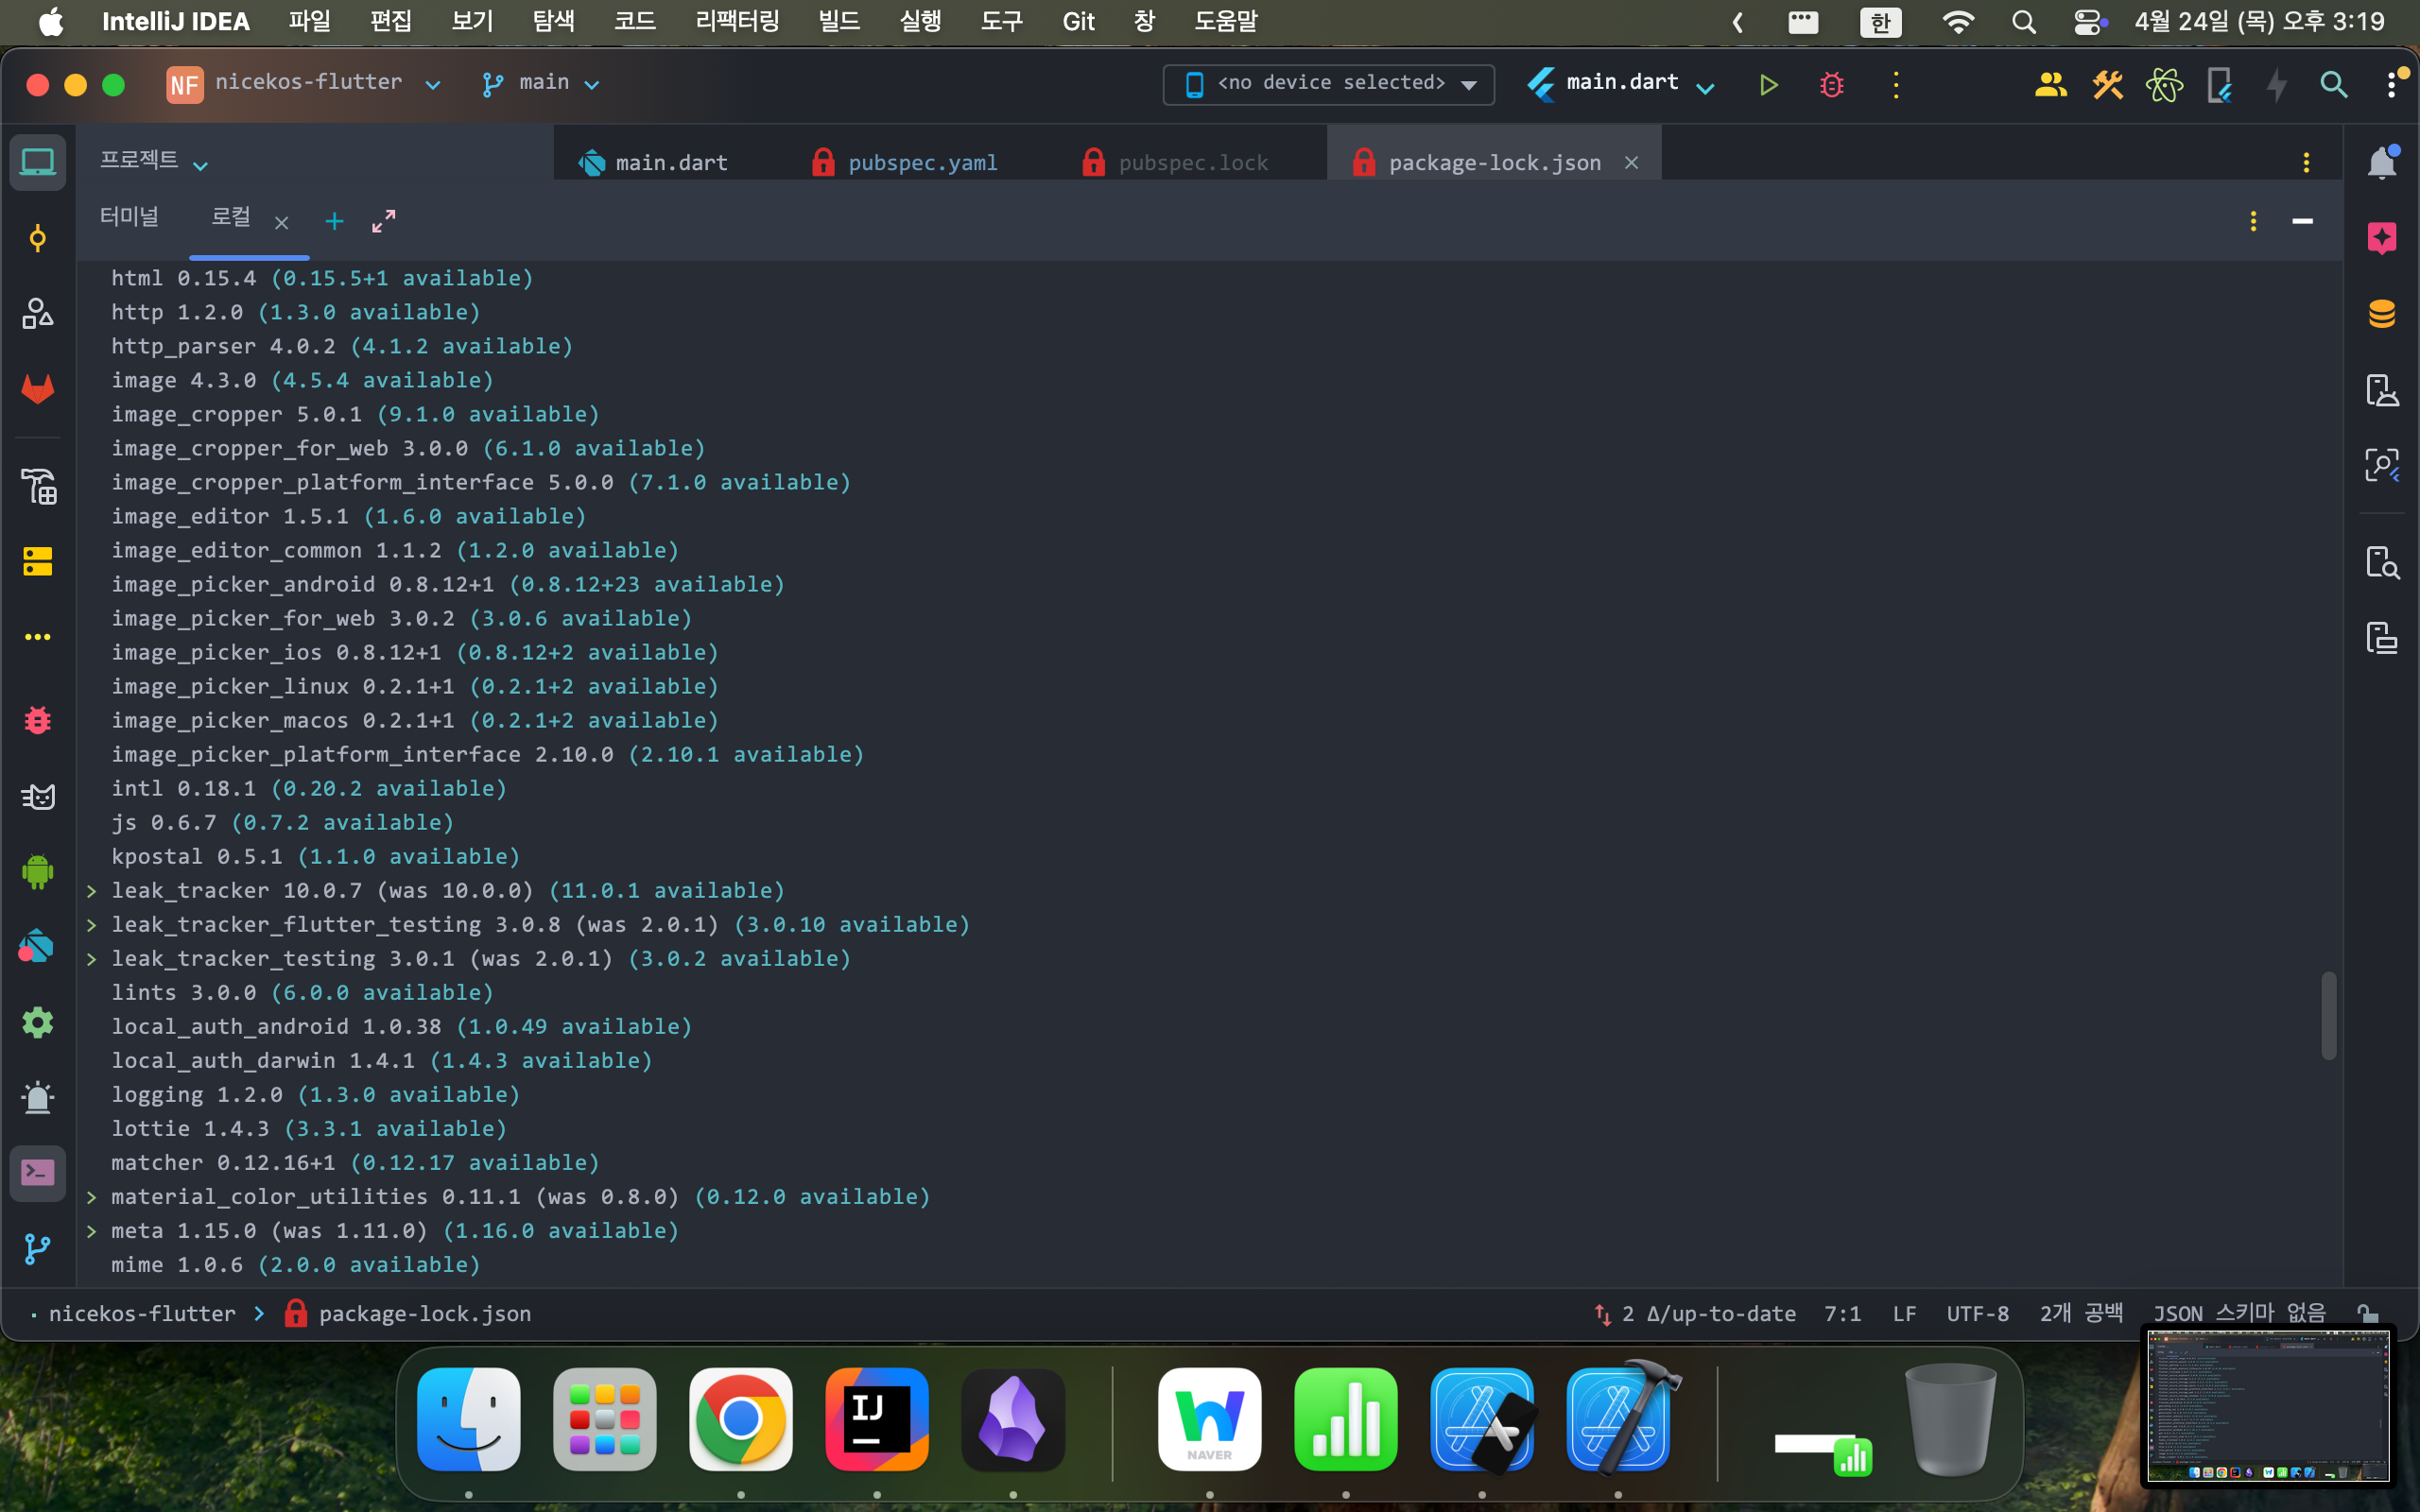 IntelliJ IDEA 파일 편집 보기 탐색 코드 리팩터링 빌드 실행 도구 Git 창 도움말 한 4월 24일 (목) 오후 3:19
NF nicekos-flutter main <no device selected> main.dart
프로젝트 main.dart pubspec.yaml pubspec.lock package-lock.json
터미널 로컬
html 0.15.4 (0.15.5+1 available)
http 1.2.0 (1.3.0 available)
http_parser 4.0.2 (4.1.2 available)
image 4.3.0 (4.5.4 available)
image_cropper 5.0.1 (9.1.0 available)
image_cropper_for_web 3.0.0 (6.1.0 available)
image_cropper_platform_interface 5.0.0 (7.1.0 available)
image_editor 1.5.1 (1.6.0 available)
image_editor_common 1.1.2 (1.2.0 available)
image_picker_android 0.8.12+1 (0.8.12+23 available)
image_picker_for_web 3.0.2 (3.0.6 available)
image_picker_ios 0.8.12+1 (0.8.12+2 available)
image_picker_linux 0.2.1+1 (0.2.1+2 available)
image_picker_macos 0.2.1+1 (0.2.1+2 available)
image_picker_platform_interface 2.10.0 (2.10.1 available)
intl 0.18.1 (0.20.2 available)
js 0.6.7 (0.7.2 available)
kpostal 0.5.1 (1.1.0 available)
> leak_tracker 10.0.7 (was 10.0.0) (11.0.1 available)
> leak_tracker_flutter_testing 3.0.8 (was 2.0.1) (3.0.10 available)
> leak_tracker_testing 3.0.1 (was 2.0.1) (3.0.2 available)
lints 3.0.0 (6.0.0 available)
local_auth_android 1.0.38 (1.0.49 available)
local_auth_darwin 1.4.1 (1.4.3 available)
logging 1.2.0 (1.3.0 available)
lottie 1.4.3 (3.3.1 available)
matcher 0.12.16+1 (0.12.17 available)
> material_color_utilities 0.11.1 (was 0.8.0) (0.12.0 available)
> meta 1.15.0 (was 1.11.0) (1.16.0 available)
mime 1.0.6 (2.0.0 available)
nicekos-flutter > package-lock.json 2 Δ/up-to-date 7:1 LF UTF-8 2개 공백 JSON 스키마 없음
IJ
NAVER